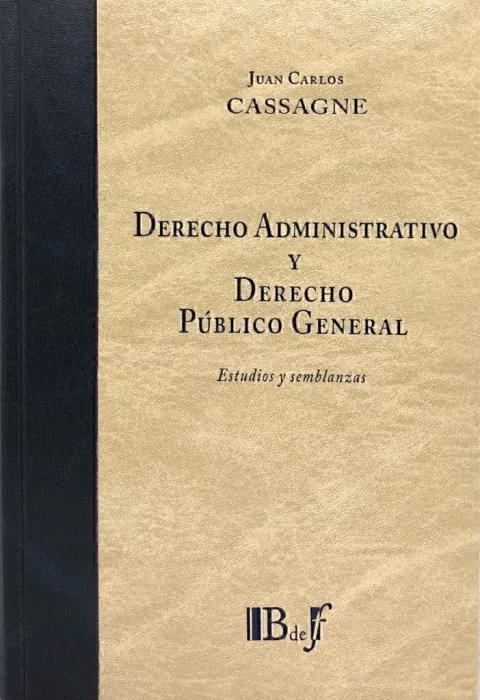 JUAN CARLOS
CASSAGNE
DERECHO ADMINISTRATIVO
Y
DERECHO
PÚBLICO GENERAL
Estudios y semblanzas
B de f